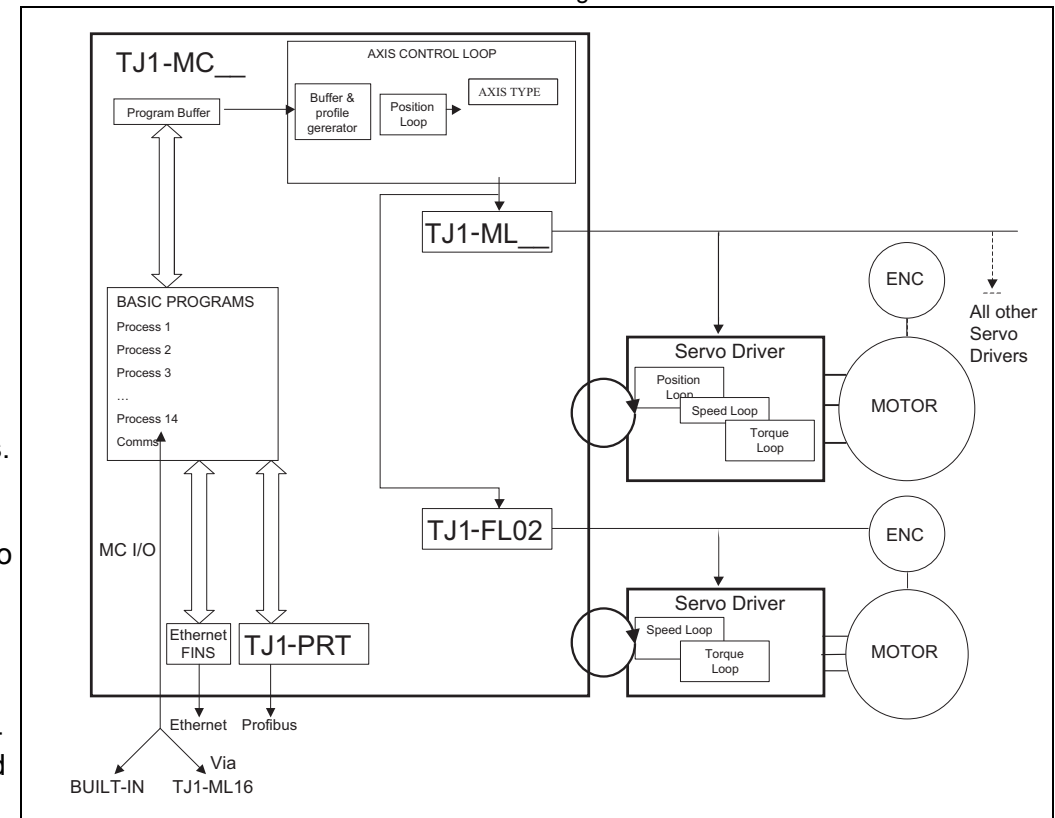 TJ1-MC__
AXIS CONTROL LOOP
Program Buffer
Buffer &
profile
gererator
Position
Loop
AXIS TYPE
TJ1-ML__
BASIC PROGRAMS
Process 1
Process 2
Process 3
...
Process 14
Comms
ENC
All other
Servo
Drivers
Servo Driver
Position
Loop
Speed Loop
Torque
Loop
MOTOR
s.
TJ1-FL02
ENC
MC I/O
o
Servo Driver
Speed Loop
Torque
Loop
MOTOR
Ethernet
FINS
TJ1-PRT
Ethernet
Profibus
d
Via
BUILT-IN
TJ1-ML16